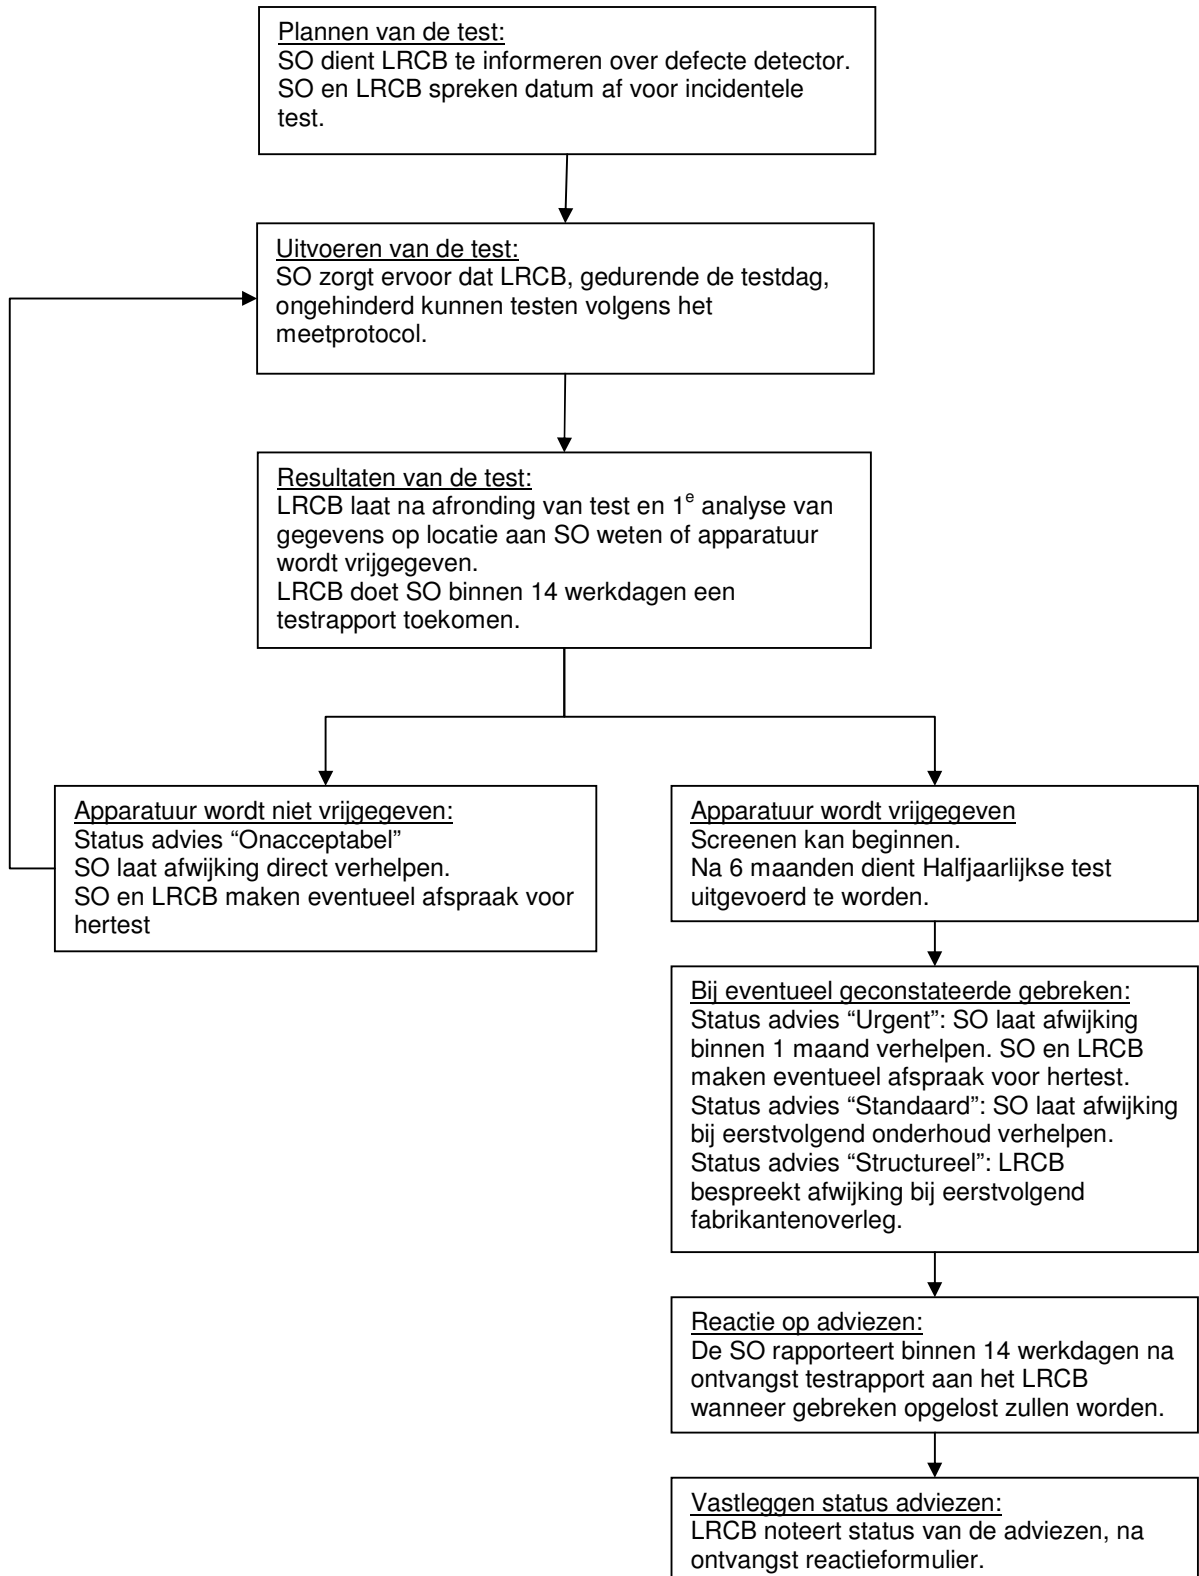 Plannen van de test:
SO dient LRCB te informeren over defecte detector.
SO en LRCB spreken datum af voor incidentele
test.
Uitvoeren van de test:
SO zorgt ervoor dat LRCB, gedurende de testdag,
ongehinderd kunnen testen volgens het
meetprotocol.
Resultaten van de test:
LRCB laat na afronding van test en 1e analyse van
gegevens op locatie aan SO weten of apparatuur
wordt vrijgegeven.
LRCB doet SO binnen 14 werkdagen een
testrapport toekomen.
Apparatuur wordt niet vrijgegeven:
Status advies “Onacceptabel”
SO laat afwijking direct verhelpen.
SO en LRCB maken eventueel afspraak voor
hertest
Apparatuur wordt vrijgegeven
Screenen kan beginnen.
Na 6 maanden dient Halfjaarlijkse test
uitgevoerd te worden.
Bij eventueel geconstateerde gebreken:
Status advies “Urgent”: SO laat afwijking
binnen 1 maand verhelpen. SO en LRCB
maken eventueel afspraak voor hertest.
Status advies “Standaard”: SO laat afwijking
bij eerstvolgend onderhoud verhelpen.
Status advies “Structureel”: LRCB
bespreekt afwijking bij eerstvolgend
fabrikantenoverleg.
Reactie op adviezen:
De SO rapporteert binnen 14 werkdagen na
ontvangst testrapport aan het LRCB
wanneer gebreken opgelost zullen worden.
Vastleggen status adviezen:
LRCB noteert status van de adviezen, na
ontvangst reactieformulier.